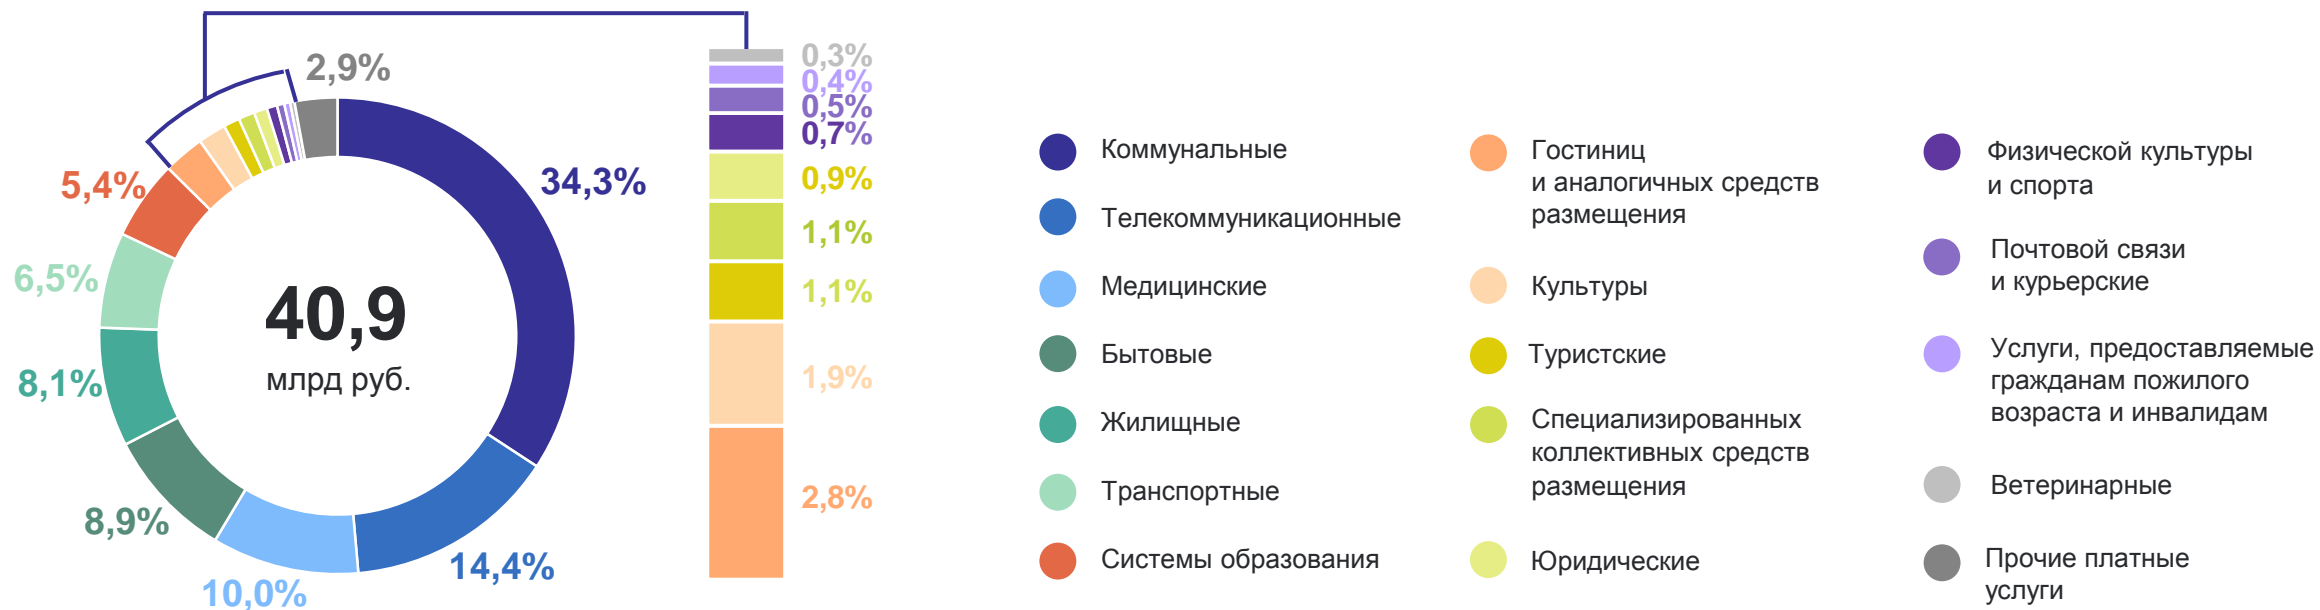 2,9%
34,3%
14,4%
10,0%
8,9%
8,1%
6,5%
5,4%
40,9
млрд руб.
0,3%
0,4%
0,5%
0,7%
0,9%
1,1%
1,1%
1,9%
2,8%
Коммунальные
Телекоммуникационные
Медицинские
Бытовые
Жилищные
Транспортные
Системы образования
Гостиниц
и аналогичных средств
размещения
Культуры
Туристские
Специализированных
коллективных средств
размещения
Юридические
Физической культуры
и спорта
Почтовой связи
и курьерские
Услуги, предоставляемые
гражданам пожилого
возраста и инвалидам
Ветеринарные
Прочие платные
услуги